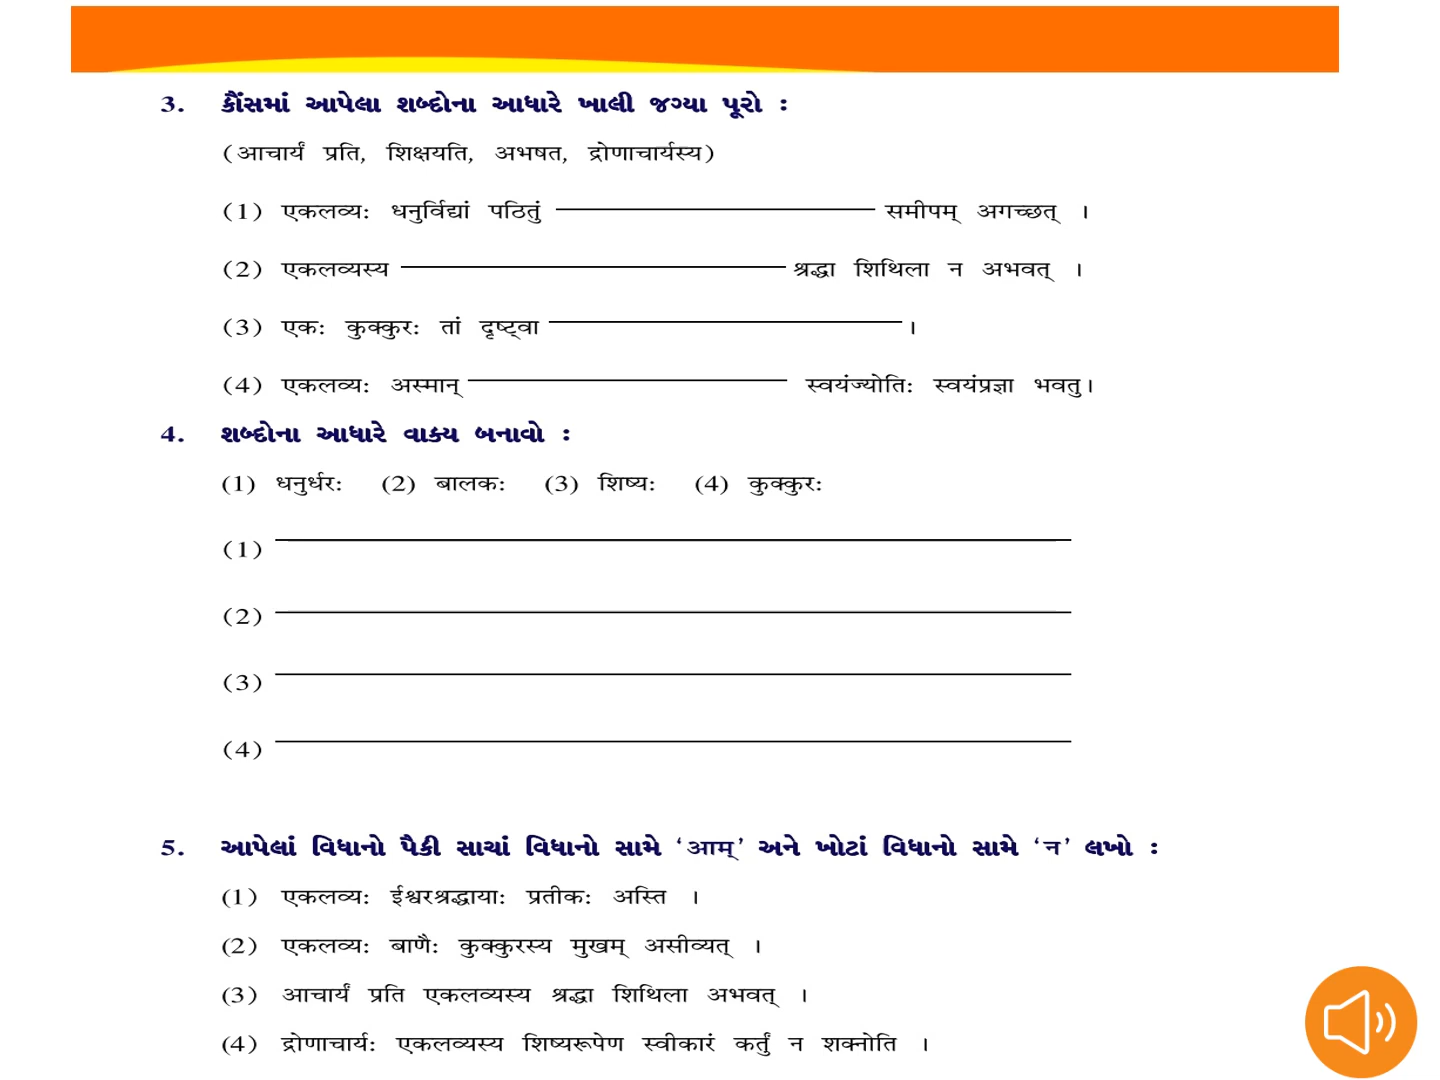 3. કૌંસમાં આપેલા શબ્દોના આધારે ખાલી જગ્યા પૂરો :
(आचार्यं प्रति, शिक्षयति, अभषत, द्रोणाचार्यस्य)
(1) एकलव्यः धनुर्विद्यां पठितुं समीपम् अगच्छत् ।
(2) एकलव्यस्य श्रद्धा शिथिला न अभवत् ।
(3) एकः कुक्कुरः तां दृष्ट्वा ।
(4) एकलव्यः अस्मान् स्वयंज्योतिः स्वयंप्रज्ञा भवतु।
4. શબ્દોના આધારે વાક્ય બનાવો :
(1) धनुर्धरः (2) बालकः (3) शिष्यः (4) कुक्कुरः
(1)
(2)
(3)
(4)
5. આપેલાં વિધાનો પૈકી સાચાં વિધાનો સામે ‘आम्’ અને ખોટાં વિધાનો સામે ‘न’ લખો :
(1) एकलव्यः ईश्वरश्रद्धायाः प्रतीकः अस्ति ।
(2) एकलव्यः बाणैः कुक्कुरस्य मुखम् असीव्यत् ।
(3) आचार्यं प्रति एकलव्यस्य श्रद्धा शिथिला अभवत् ।
(4) द्रोणाचार्यः एकलव्यस्य शिष्यरूपेण स्वीकारं कर्तुं न शक्नोति ।